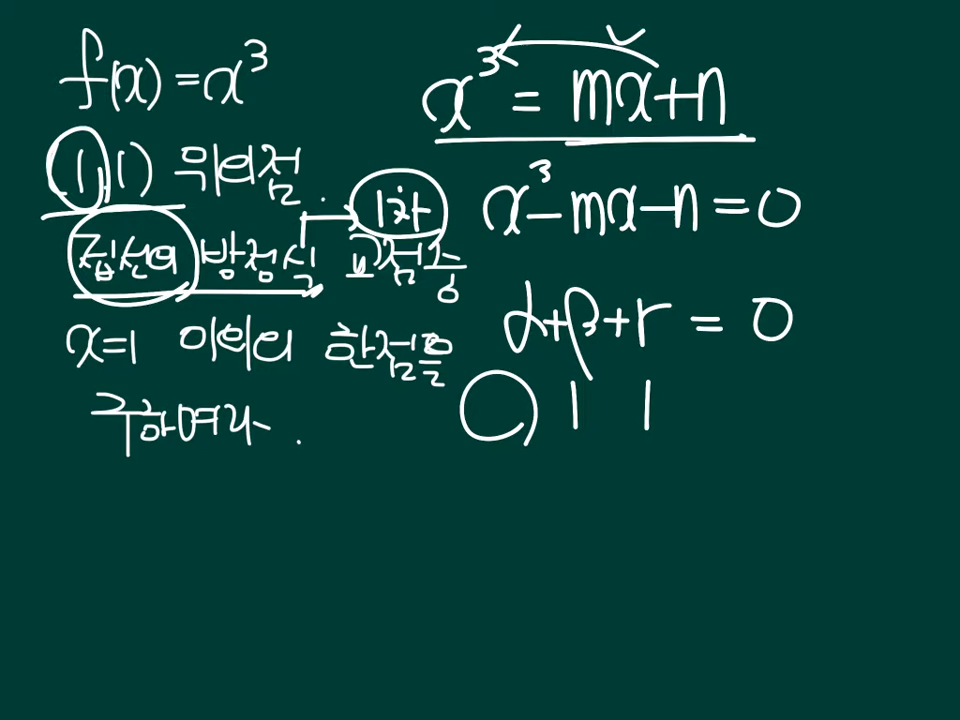 f(x) = x³
(1, 1) 위의점.
접선의 방정식 교점중
1차
x=1 이외의 한점을
구하여라.
x³ = mx+n
x³-mx-n=0
α+β+γ = 0
1 1